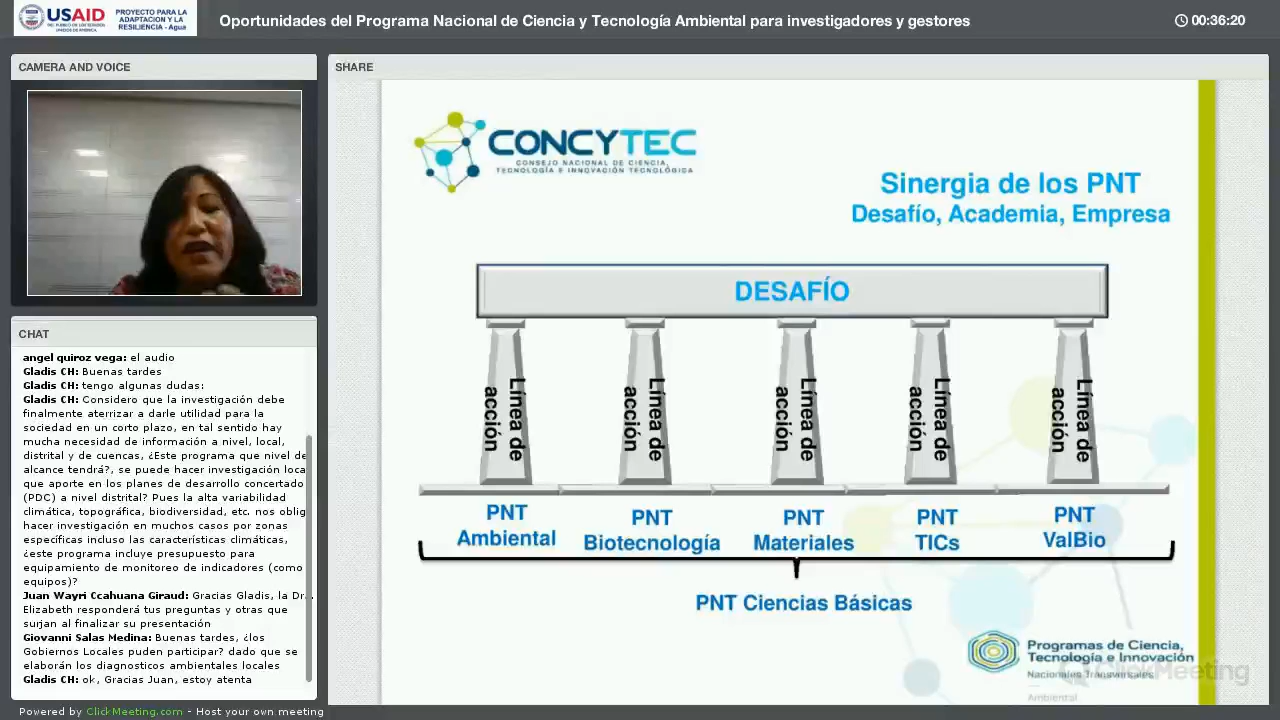 USAID
DEL PUEBLO DE LOS ESTADOS
UNIDOS DE AMÉRICA
PROYECTO PARA LA
ADAPTACIÓN Y LA
RESILIENCIA - Agua
Oportunidades del Programa Nacional de Ciencia y Tecnología Ambiental para investigadores y gestores
00:36:20
CAMERA AND VOICE
SHARE
CHAT
angel quiroz vega: el audio
Gladis CH: Buenas tardes
Gladis CH: tengo algunas dudas:
Gladis CH: Considero que la investigación debe
finalmente aterrizar a darle utilidad para la
sociedad en un corto plazo, en tal sentido hay
mucha necesidad de información a nivel, local,
distrital y de cuencas, ¿Este programa que nivel de
alcance tendrá?, se puede hacer investigación loca
que aporte en los planes de desarrollo concertado
(PDC) a nivel distrital? Pues la alta variabilidad
climática, topográfica, biodiversidad, etc. nos oblig
hacer investigación en muchos casos por zonas
específicas incluso las características climáticas,
¿este programa incluye presupuesto para
equipamiento de monitoreo de indicadores (como
equipos)?
Juan Wayri Ccahuana Giraud: Gracias Gladis, la Dr.
Elizabeth responderá tus preguntas y otras que
surjan al finalizar su presentación
Giovanni Salas Medina: Buenas tardes, ¿los
Gobiernos Locales puden participar? dado que se
elaborán los diagnosticos ambientales locales
Gladis CH: ok, Gracias Juan, estoy atenta
Powered by ClickMeeting.com - Host your own meeting
CONCYTEC
CONSEJO NACIONAL DE CIENCIA,
TECNOLOGÍA E INNOVACIÓN TECNOLÓGICA
Sinergia de los PNT
Desafío, Academia, Empresa
DESAFÍO
Línea de
acción
Línea de
acción
Línea de
acción
Línea de
acción
Línea de
acción
PNT
Ambiental
PNT
Biotecnología
PNT
Materiales
PNT
TICs
PNT
ValBio
PNT Ciencias Básicas
Programas de Ciencia,
Tecnología e Innovación
Nacionales Transversales
Ambiental
ClickMeeting